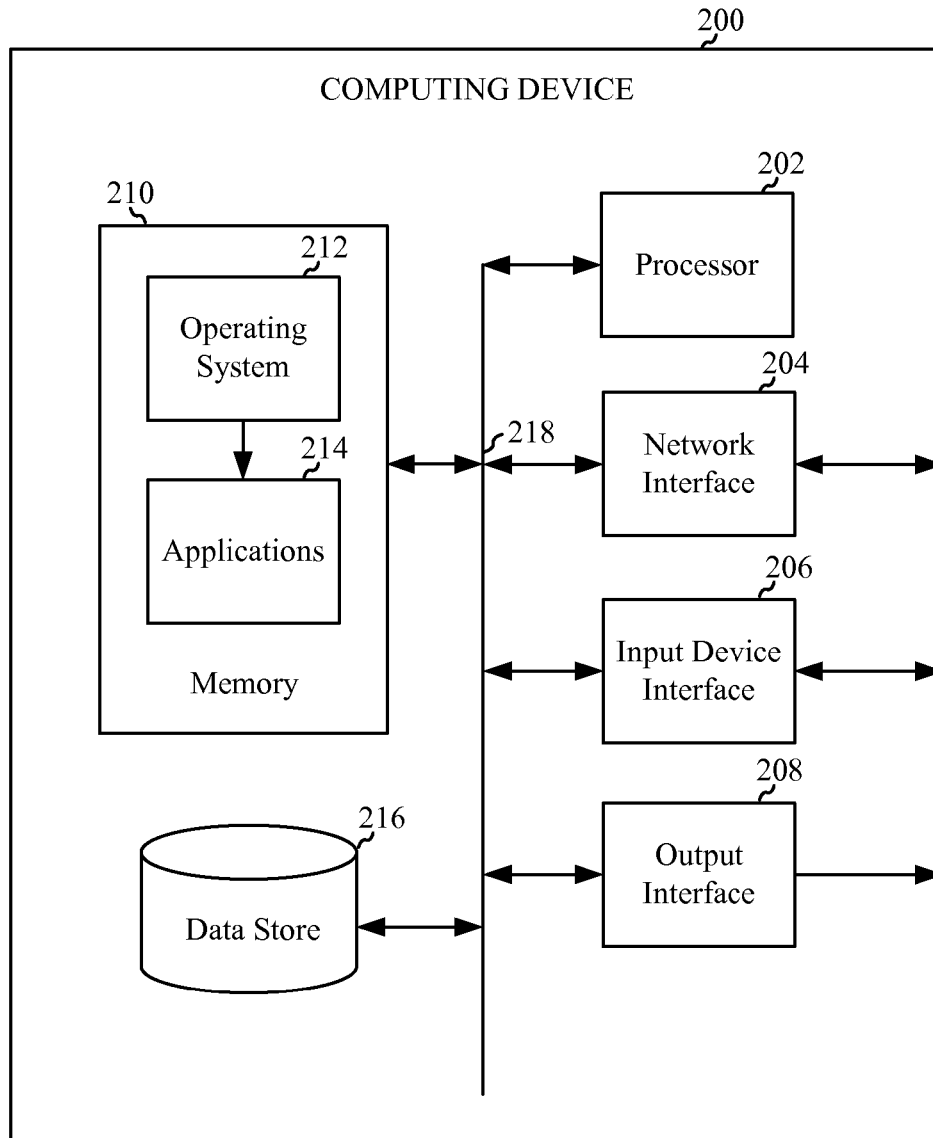 200
COMPUTING DEVICE
202
Processor
210
212
Operating
System
204
218
Network
Interface
214
Applications
206
Input Device
Interface
Memory
208
Output
Interface
216
Data Store